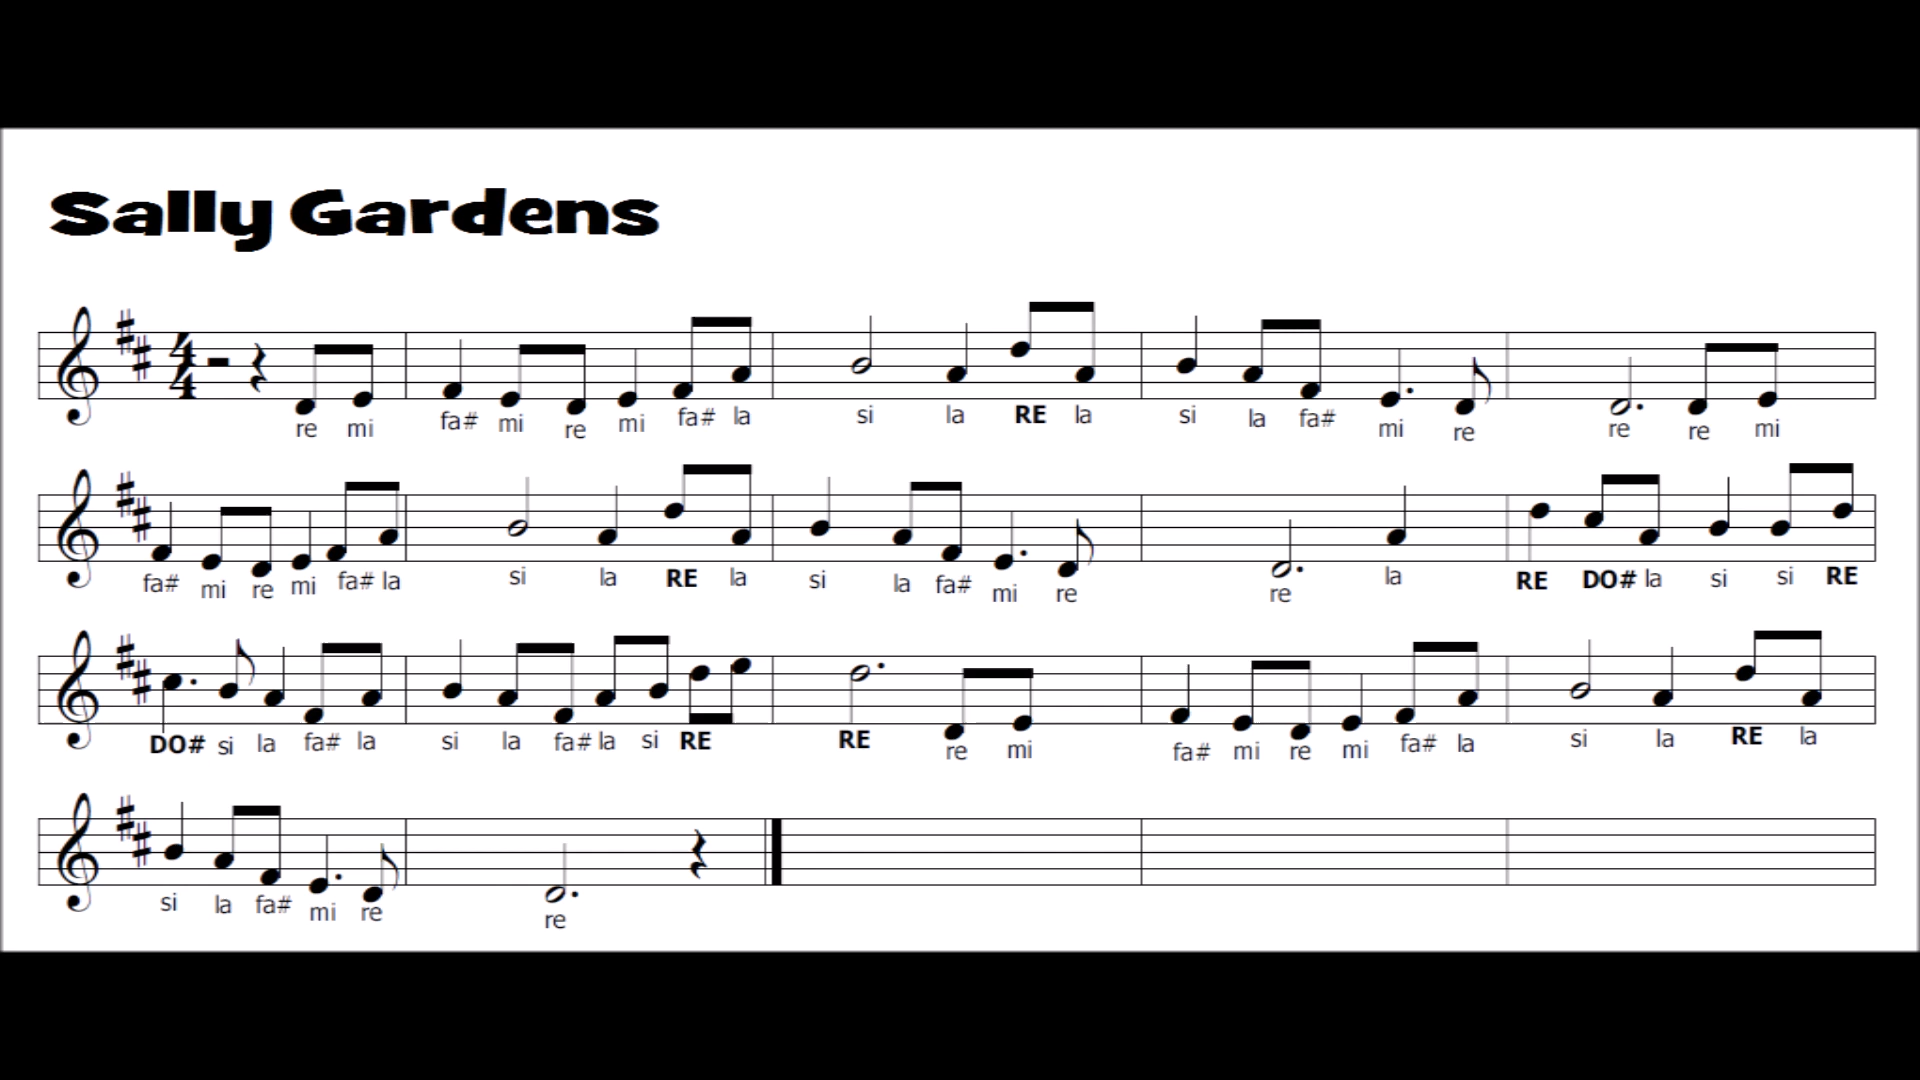 Sally Gardens
4 4
re mi fa# mi re mi fa# la si la RE la si la fa# mi re re re mi
fa# mi re mi fa# la si la RE la si la fa# mi re re la RE DO# la si si RE
DO# si la fa# la si la fa# la si RE RE re mi fa# mi re mi fa# la si la RE la
si la fa# mi re re